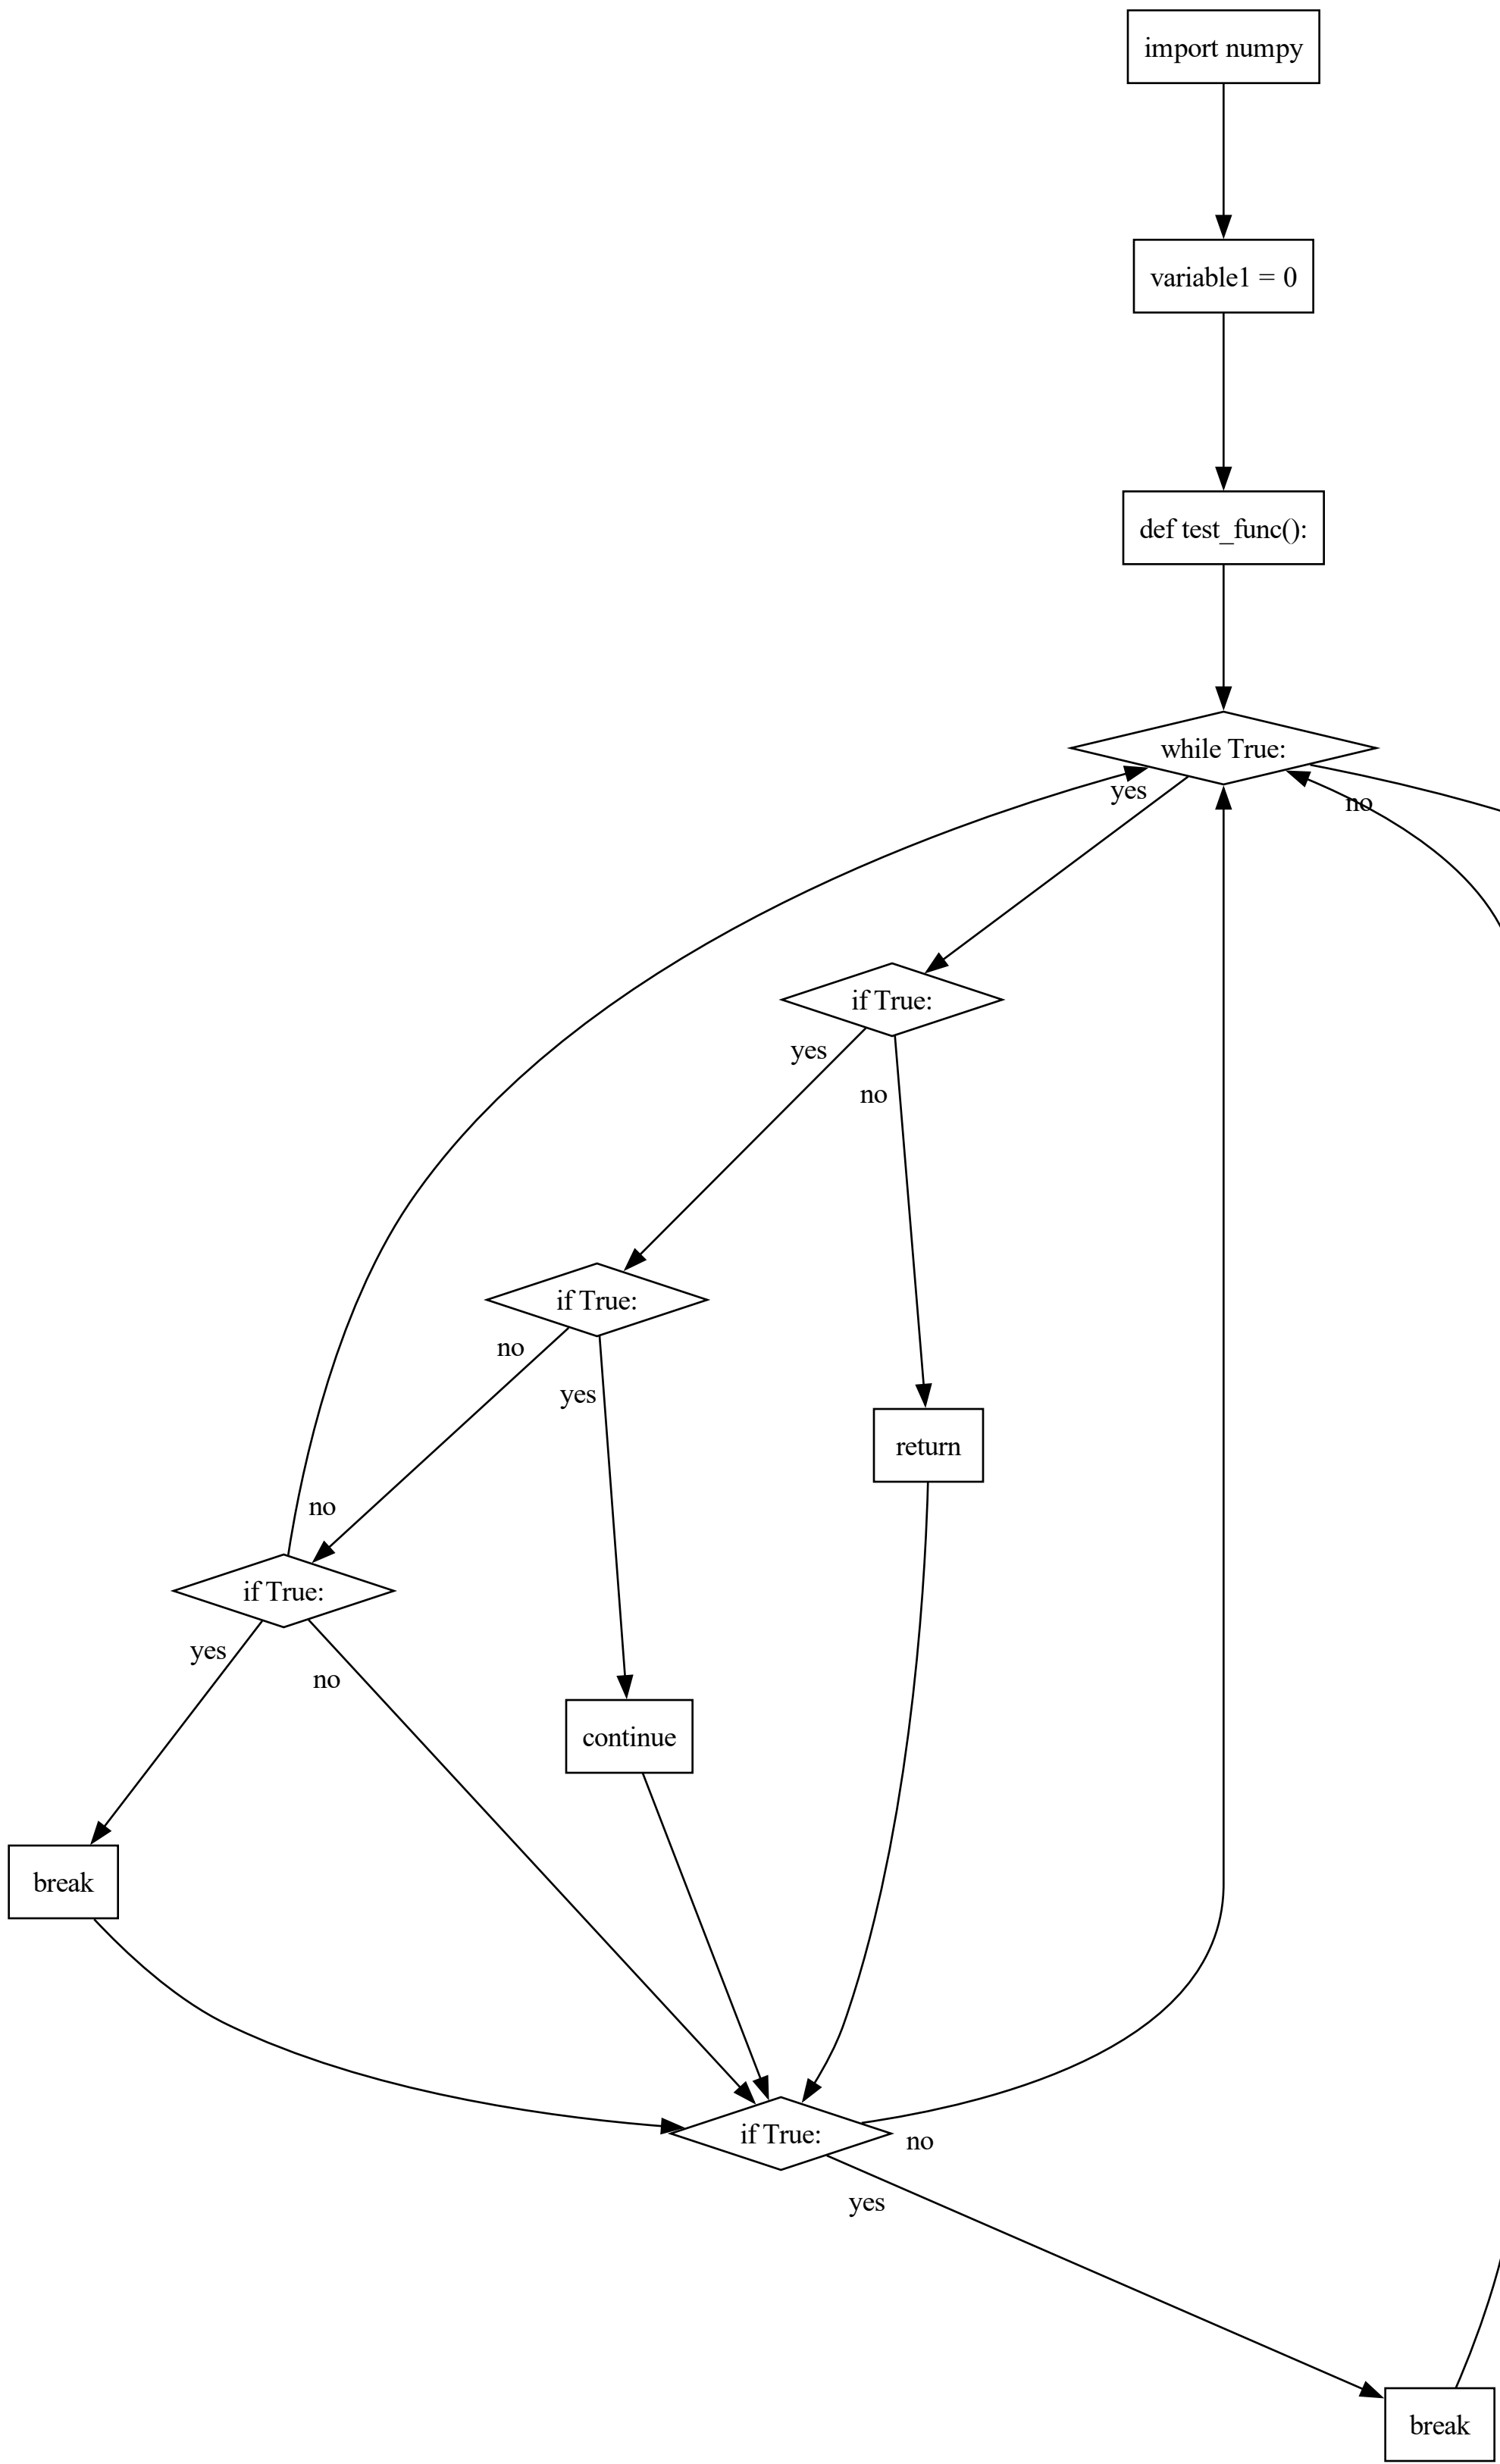 import numpy
variable1 = 0
def test_func():
while True:
yes
no
if True:
yes
no
if True:
no
yes
return
no
if True:
yes
no
continue
break
if True:
no
yes
break